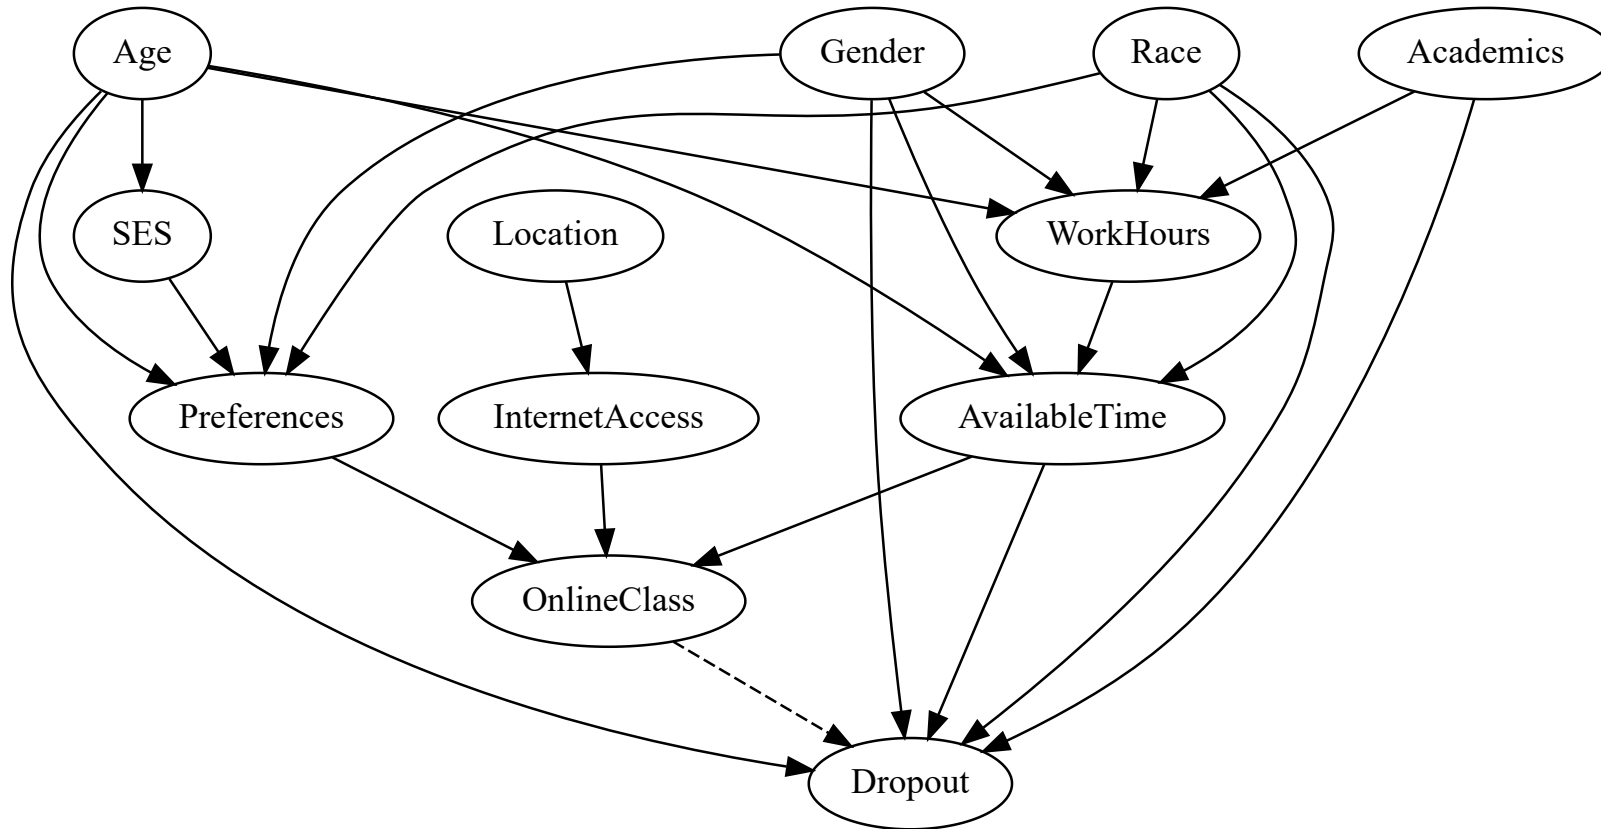 Age
Gender
Race
Academics
SES
Location
WorkHours
Preferences
InternetAccess
AvailableTime
OnlineClass
Dropout